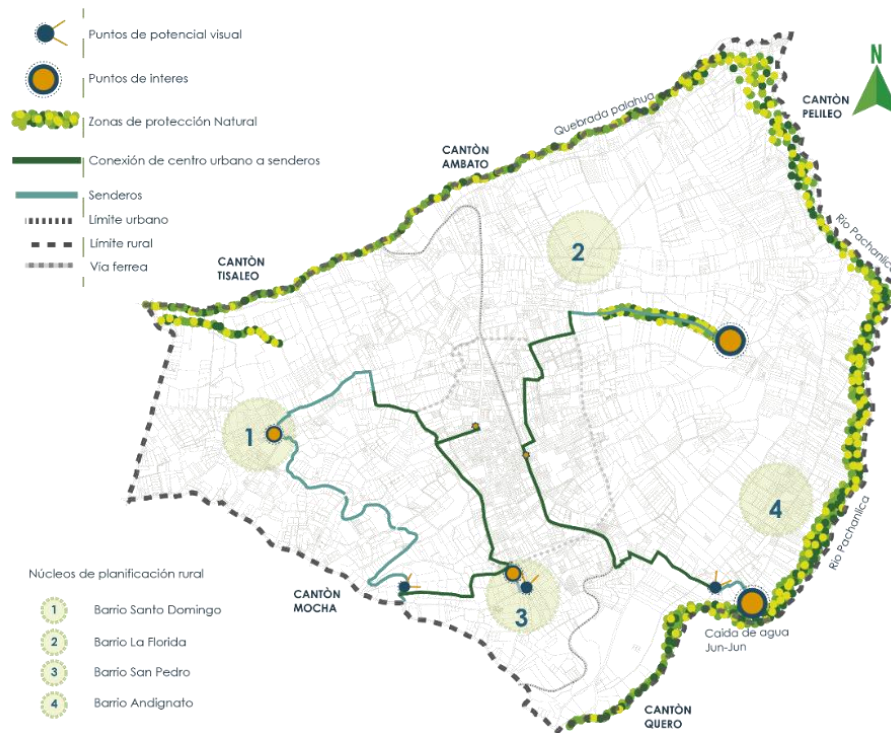 Puntos de potencial visual
Puntos de interes
Zonas de protección Natural
Conexión de centro urbano a senderos
Senderos
Límite urbano
Límite rural
Vía ferrea
N
CANTÒN
PELILEO
Quebrada palahua
CANTÒN
AMBATO
CANTÒN
TISALEO
Rio Pachanlica
2
1
4
3
Rio Pachanlica
CANTÒN
MOCHA
Caída de agua
Jun-Jun
CANTÒN
QUERO
Núcleos de planificación rural
1 Barrio Santo Domingo
2 Barrio La Florida
3 Barrio San Pedro
4 Barrio Andignato